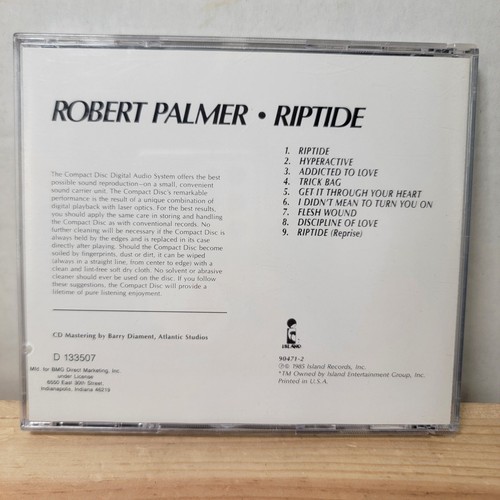 ROBERT PALMER • RIPTIDE
1. RIPTIDE
2. HYPERACTIVE
3. ADDICTED TO LOVE
4. TRICK BAG
5. GET IT THROUGH YOUR HEART
6. I DIDN'T MEAN TO TURN YOU ON
7. FLESH WOUND
8. DISCIPLINE OF LOVE
9. RIPTIDE (Reprise)
The Compact Disc Digital Audio System offers the best
possible sound reproduction—on a small, convenient
sound carrier unit. The Compact Disc's remarkable
performance is the result of a unique combination of
digital playback with laser optics. For the best results,
you should apply the same care in storing and handling
the Compact Disc as with conventional records. No
further cleaning will be necessary if the Compact Disc is
always held by the edges and is replaced in its case
directly after playing. Should the Compact Disc become
soiled by fingerprints, dust or dirt, it can be wiped
(always in a straight line, from center to edge) with a
clean and lint-free soft dry cloth. No solvent or abrasive
cleaner should ever be used on the disc. If you follow
these suggestions, the Compact Disc will provide a
lifetime of pure listening enjoyment.
CD Mastering by Barry Diament, Atlantic Studios
D 133507
Mfd. for BMG Direct Marketing, Inc.
under License
6550 East 30th Street,
Indianapolis, Indiana 46219
ISLAND
90471-2
℗© 1985 Island Records, Inc.
*TM Owned by Island Entertainment Group, Inc.
Printed in U.S.A.